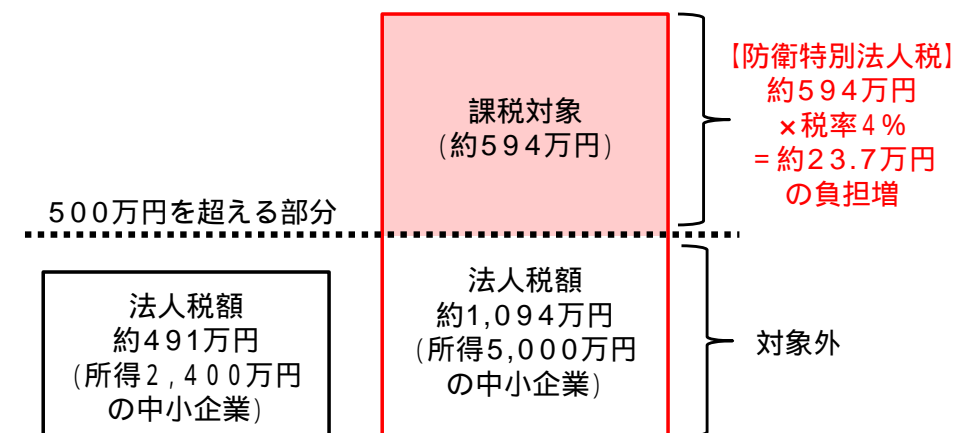 課税対象
(約594万円)
【防衛特別法人税】
約594万円
×税率4%
=約23.7万円
の負担増
500万円を超える部分
法人税額
約491万円
(所得2,400万円
の中小企業)
法人税額
約1,094万円
(所得5,000万円
の中小企業)
対象外